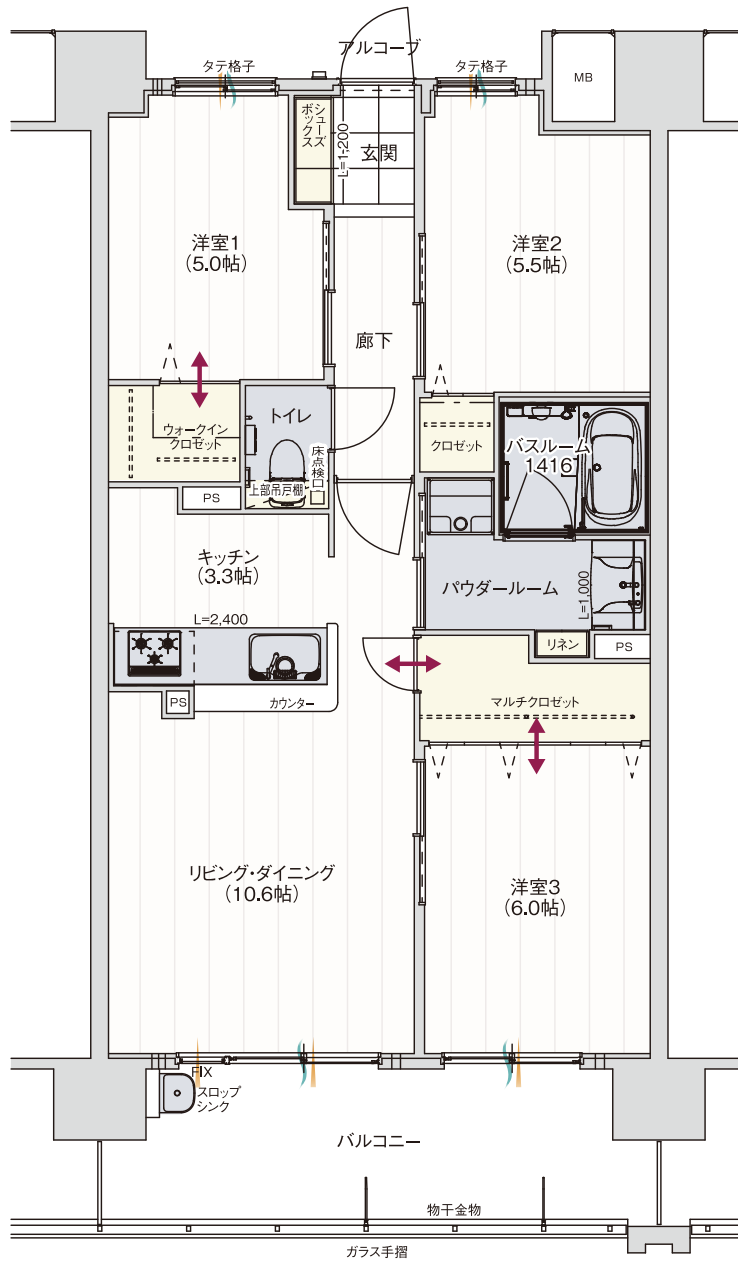 アルコーブ
タテ格子
タテ格子
MB
シューズ
ボックス
L=1,200
玄関
洋室1
(5.0帖)
洋室2
(5.5帖)
廊下
ウォークイン
クロゼット
トイレ
床点検口
上部吊戸棚
クロゼット
バスルーム
1416
PS
キッチン
(3.3帖)
L=2,400
パウダールーム
L=1,000
リネン
PS
PS
カウンター
マルチクロゼット
リビング・ダイニング
(10.6帖)
洋室3
(6.0帖)
FIX
スロップ
シンク
バルコニー
物干金物
ガラス手摺